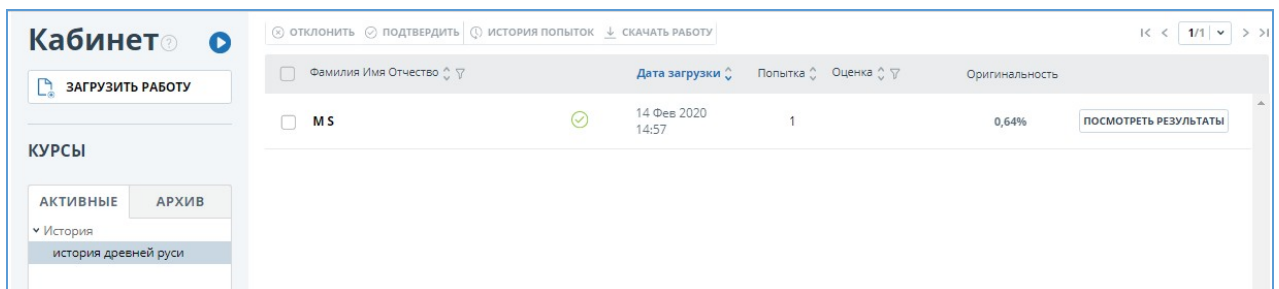 Кабинет
ЗАГРУЗИТЬ РАБОТУ
КУРСЫ
АКТИВНЫЕ АРХИВ
История
история древней руси
ОТКЛОНИТЬ ПОДТВЕРДИТЬ ИСТОРИЯ ПОПЫТОК СКАЧАТЬ РАБОТУ
1/1
Фамилия Имя Отчество Дата загрузки Попытка Оценка Оригинальность
M S 14 Фев 2020 14:57 1 0,64% ПОСМОТРЕТЬ РЕЗУЛЬТАТЫ